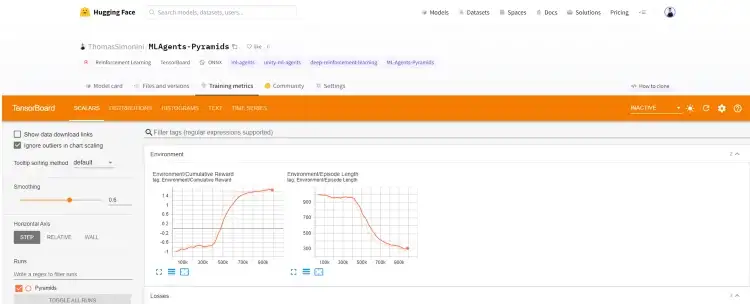 Hugging Face
Search models, datasets, users...
Models Datasets Spaces Docs Solutions Pricing
ThomasSimonini MLAgents-Pyramids like
Reinforcement Learning TensorBoard ONNX ml-agents unity-ml-agents deep-reinforcement-learning ML-Agents-Pyramids
Model card Files and versions Training metrics Community Settings
How to clone
TensorBoard SCALARS DISTRIBUTIONS HISTOGRAMS TEXT TIME SERIES INACTIVE
Show data download links
Ignore outliers in chart scaling
Tooltip sorting method: default
Smoothing
0.6
Horizontal Axis
STEP RELATIVE WALL
Runs
Write a regex to filter runs
Pyramids
TOGGLE ALL RUNS
Filter tags (regular expressions supported)
Environment 2
Environment/Cumulative Reward
tag: Environment/Cumulative Reward
1.4
1
0.6
0.2
-0.2
-0.6
-1
100k 300k 500k 700k 900k
Environment/Episode Length
tag: Environment/Episode Length
900
700
500
300
100k 300k 500k 700k 900k
Losses